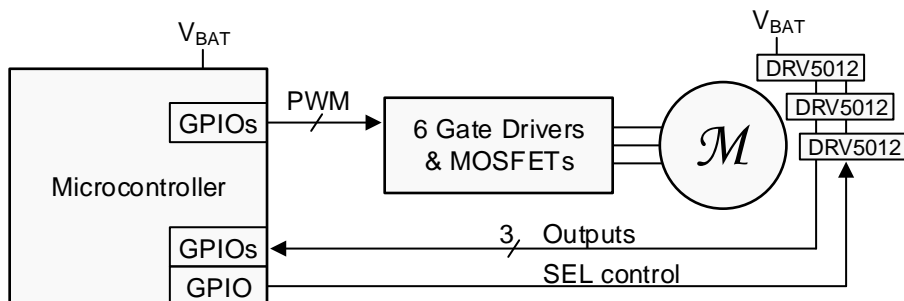 V_BAT
V_BAT
DRV5012
PWM
GPIOs
DRV5012
6 Gate Drivers
& MOSFETs
M
DRV5012
Microcontroller
GPIOs
3 Outputs
GPIO
SEL control